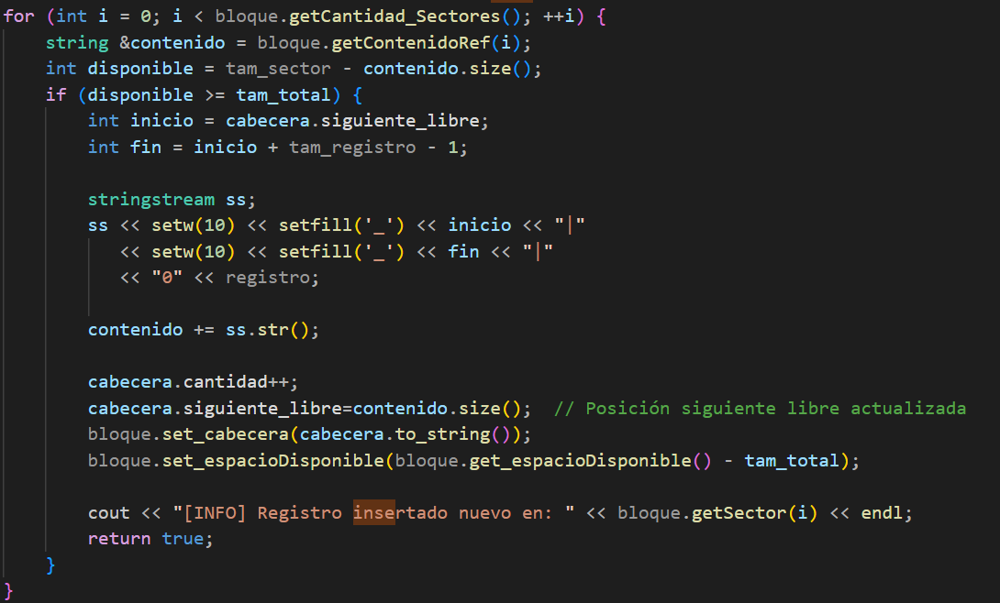 for (int i = 0; i < bloque.getCantidad_Sectores(); ++i) {
    string &contenido = bloque.getContenidoRef(i);
    int disponible = tam_sector - contenido.size();
    if (disponible >= tam_total) {
        int inicio = cabecera.siguiente_libre;
        int fin = inicio + tam_registro - 1;

        stringstream ss;
        ss << setw(10) << setfill('_') << inicio << "|"
           << setw(10) << setfill('_') << fin << "|"
           << "0" << registro;

        contenido += ss.str();

        cabecera.cantidad++;
        cabecera.siguiente_libre=contenido.size();  // Posición siguiente libre actualizada
        bloque.set_cabecera(cabecera.to_string());
        bloque.set_espacioDisponible(bloque.get_espacioDisponible() - tam_total);

        cout << "[INFO] Registro insertado nuevo en: " << bloque.getSector(i) << endl;
        return true;
    }
}